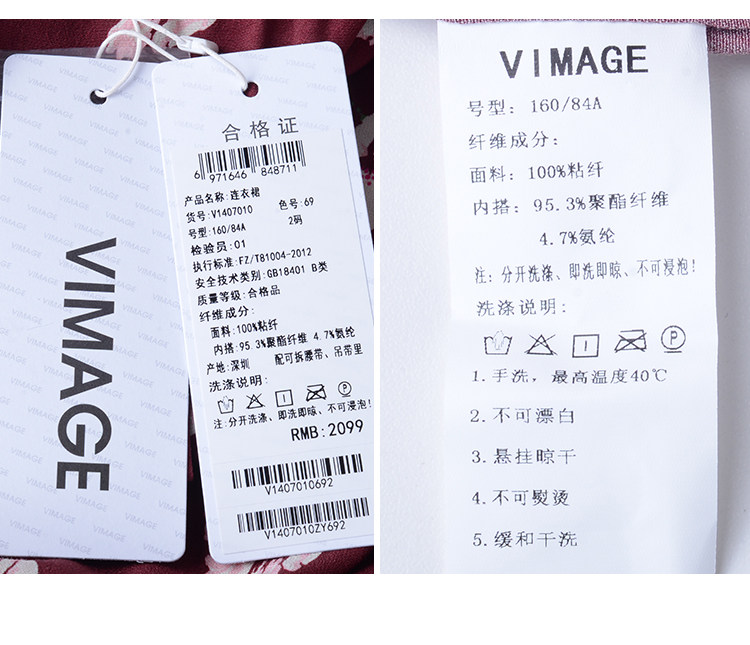 VIMAGE
合格证
6 971646 848711
产品名称:连衣裙
货号:V1407010 色号:69
号型:160/84A 2码
检验员:01
执行标准:FZ/T81004-2012
安全技术类别:GB18401 B类
质量等级:合格品
纤维成分:
面料:100%粘纤
内搭:95.3%聚酯纤维 4.7%氨纶
产地:深圳 配可拆腰带、吊带里
洗涤说明:
P
注:分开洗涤、即洗即晾、不可浸泡!
RMB:2099
V1407010692
V1407010ZY692
VIMAGE
号型: 160/84A
纤维成分:
面料: 100%粘纤
内搭: 95.3%聚酯纤维
4.7%氨纶
注: 分开洗涤、即洗即晾、不可浸泡!
洗涤说明:
P
1.手洗, 最高温度40℃
2.不可漂白
3.悬挂晾干
4.不可熨烫
5.缓和干洗